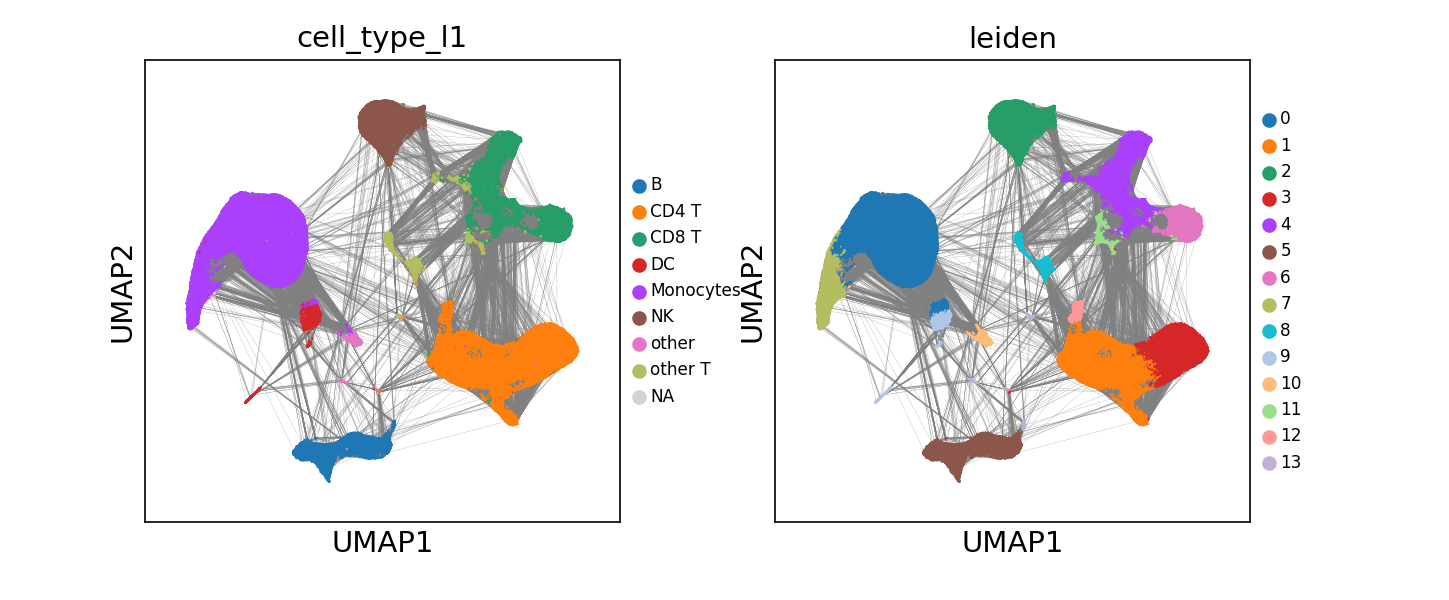 cell_type_l1
UMAP2
UMAP1
B
CD4 T
CD8 T
DC
Monocytes
NK
other
other T
NA
leiden
UMAP2
UMAP1
0
1
2
3
4
5
6
7
8
9
10
11
12
13